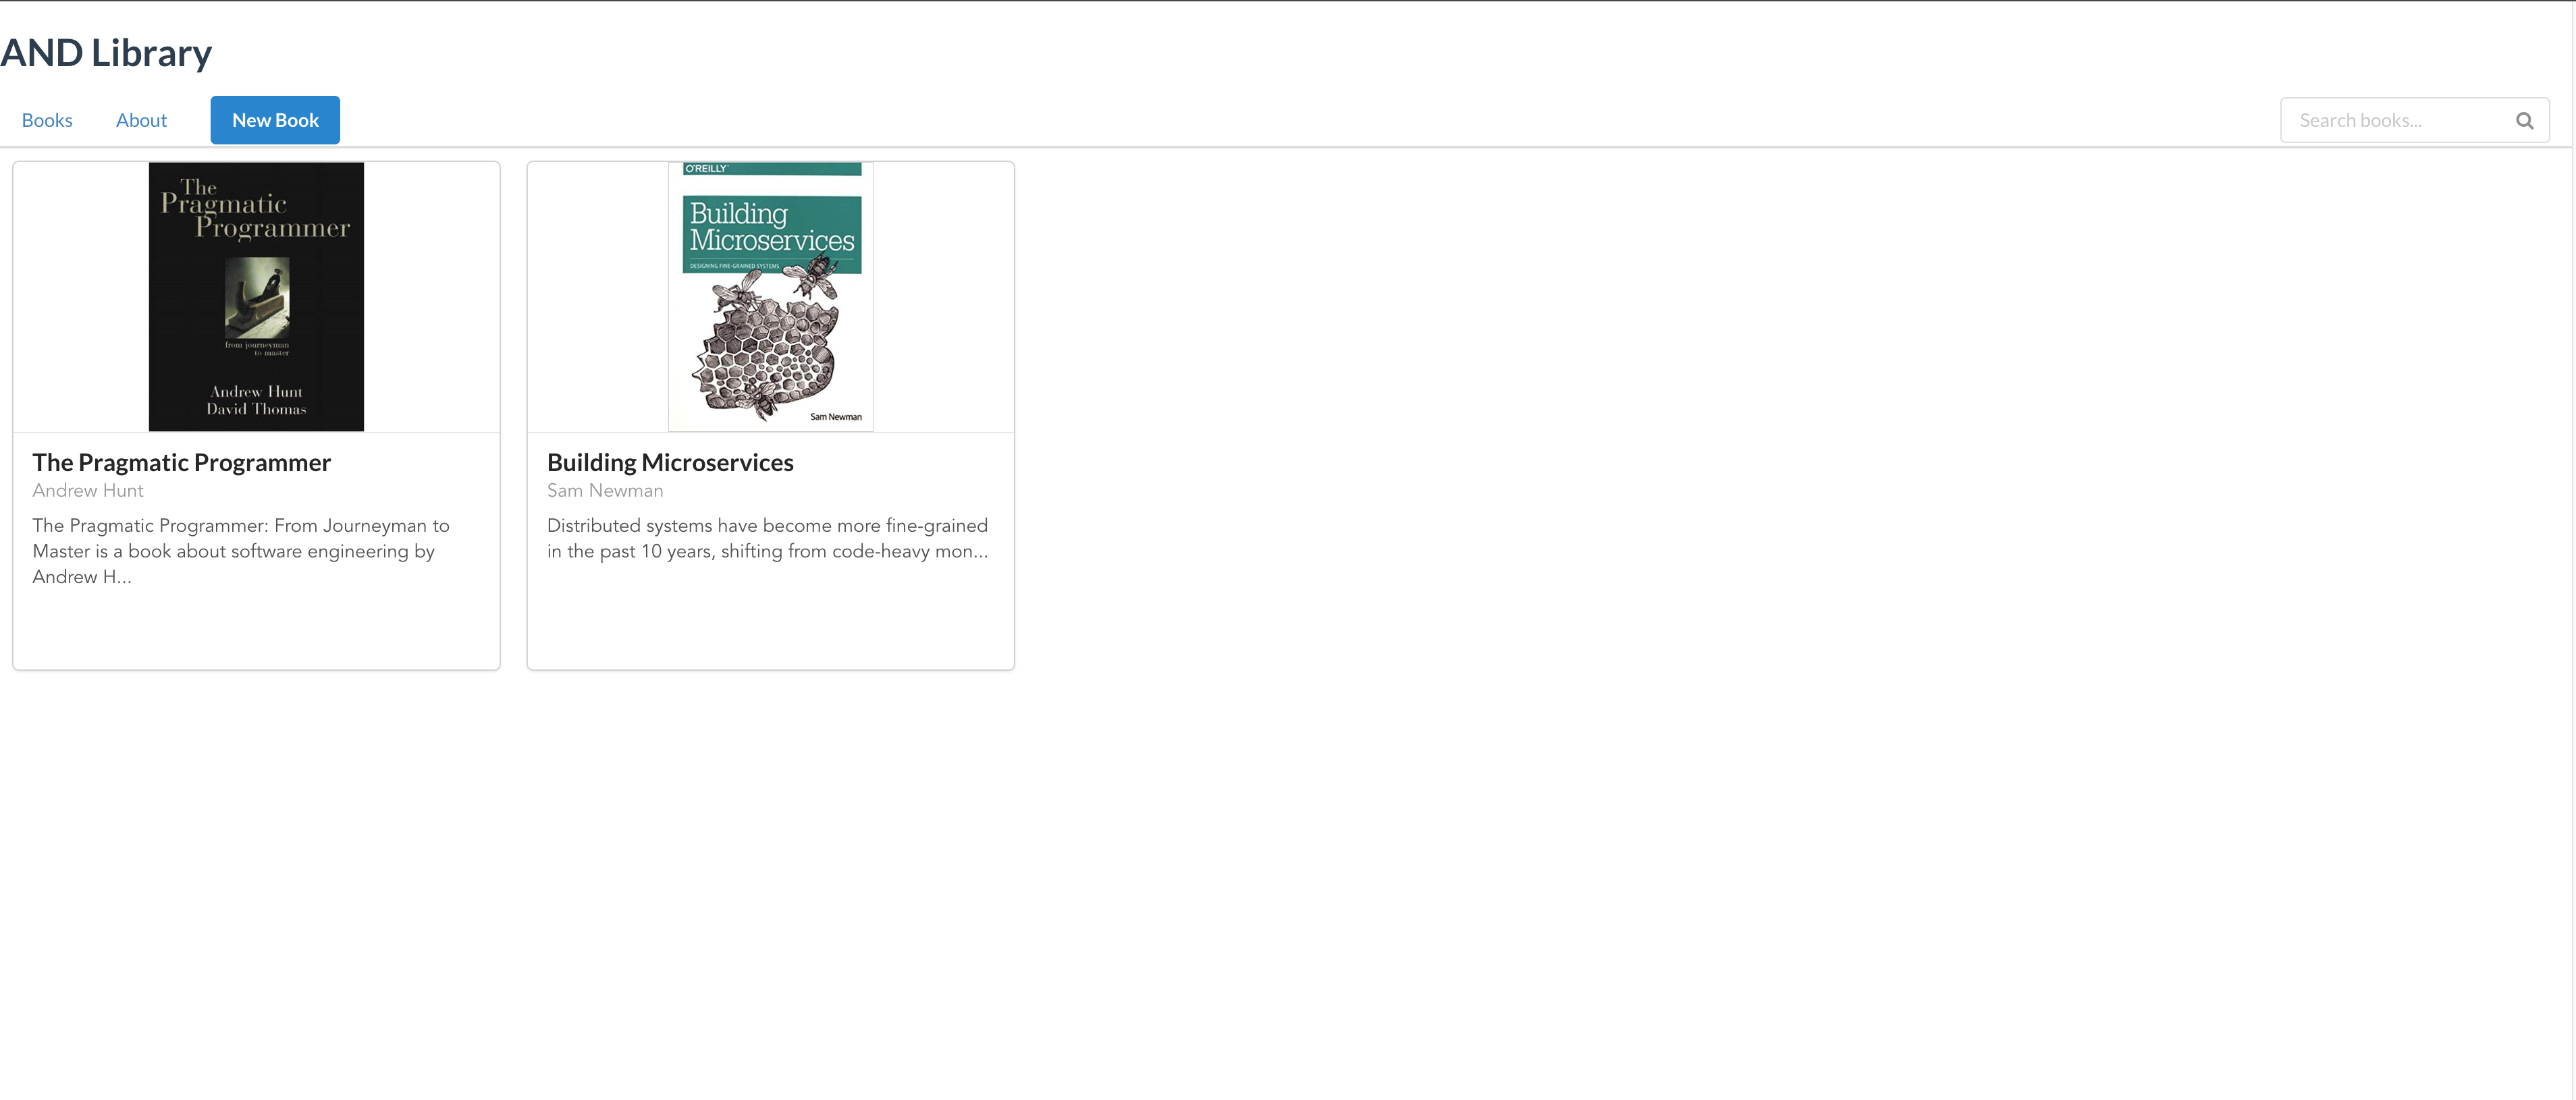 AND Library
Books
About
New Book
Search books...
The
Pragmatic
Programmer
from journeyman
to master
Andrew Hunt
David Thomas
The Pragmatic Programmer
Andrew Hunt
The Pragmatic Programmer: From Journeyman to
Master is a book about software engineering by
Andrew H...
O'REILLY
Building
Microservices
DESIGNING FINE-GRAINED SYSTEMS
Sam Newman
Building Microservices
Sam Newman
Distributed systems have become more fine-grained
in the past 10 years, shifting from code-heavy mon...